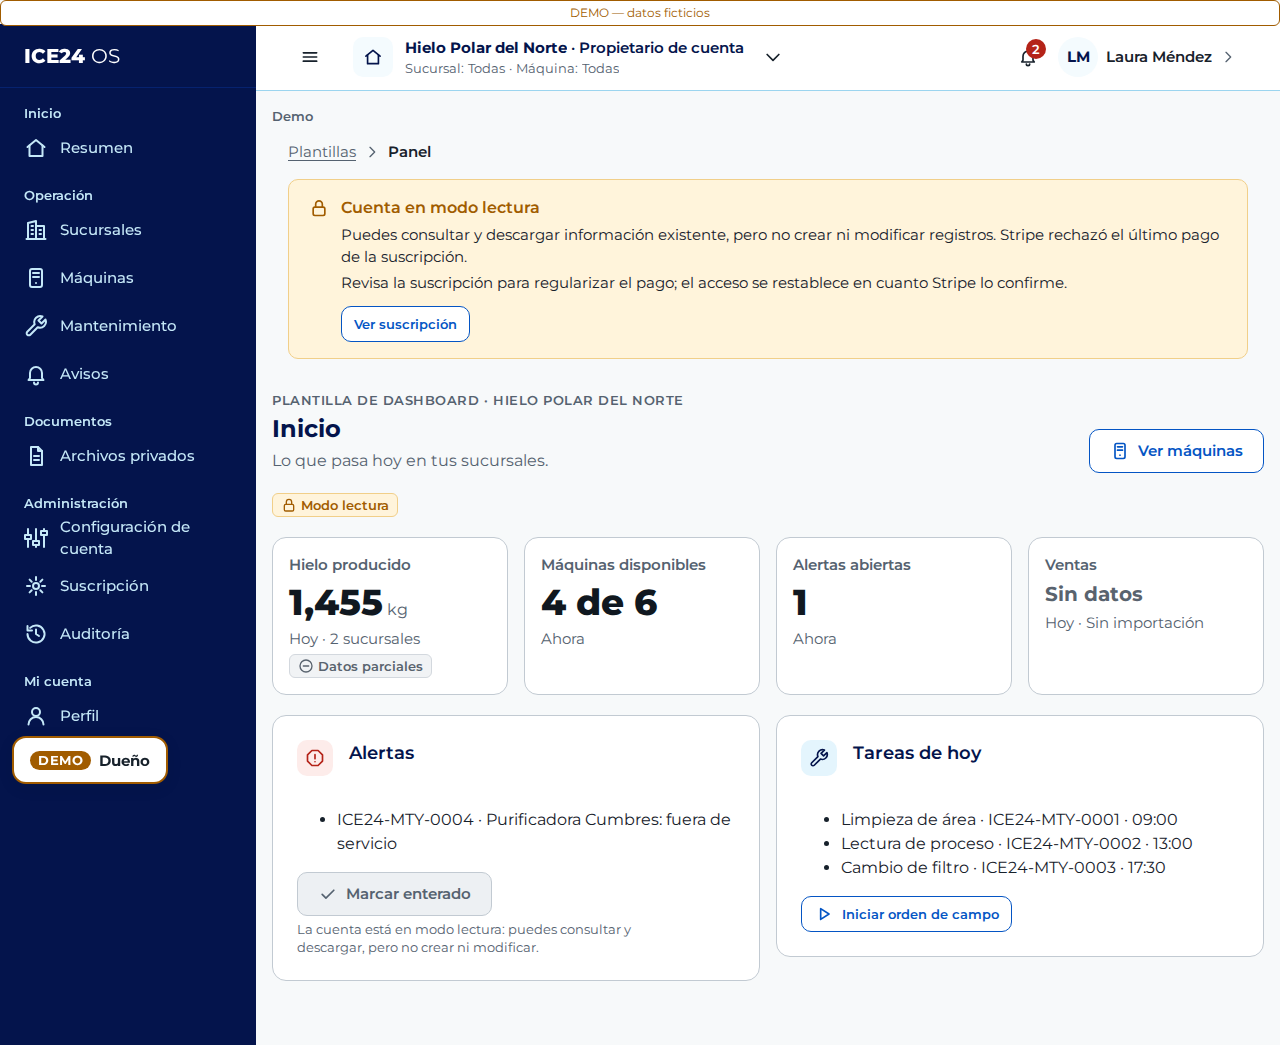 DEMO — datos ficticios
ICE24 OS
Inicio
Resumen
Operación
Sucursales
Máquinas
Mantenimiento
Avisos
Documentos
Archivos privados
Administración
Configuración de
cuenta
Suscripción
Auditoría
Mi cuenta
Perfil
DEMO Dueño
Hielo Polar del Norte · Propietario de cuenta
Sucursal: Todas · Máquina: Todas
2
LM Laura Méndez
Demo
Plantillas Panel
Cuenta en modo lectura
Puedes consultar y descargar información existente, pero no crear ni modificar registros. Stripe rechazó el último pago
de la suscripción.
Revisa la suscripción para regularizar el pago; el acceso se restablece en cuanto Stripe lo confirme.
Ver suscripción
PLANTILLA DE DASHBOARD · HIELO POLAR DEL NORTE
Inicio
Lo que pasa hoy en tus sucursales.
Ver máquinas
Modo lectura
Hielo producido
1,455 kg
Hoy · 2 sucursales
Datos parciales
Máquinas disponibles
4 de 6
Ahora
Alertas abiertas
1
Ahora
Ventas
Sin datos
Hoy · Sin importación
Alertas
ICE24-MTY-0004 · Purificadora Cumbres: fuera de
servicio
Marcar enterado
La cuenta está en modo lectura: puedes consultar y
descargar, pero no crear ni modificar.
Tareas de hoy
Limpieza de área · ICE24-MTY-0001 · 09:00
Lectura de proceso · ICE24-MTY-0002 · 13:00
Cambio de filtro · ICE24-MTY-0003 · 17:30
Iniciar orden de campo